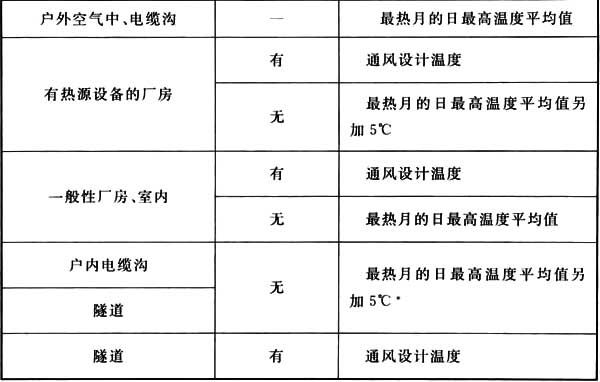 户外空气中、电缆沟 — 最热月的日最高温度平均值
有热源设备的厂房 有 通风设计温度
无 最热月的日最高温度平均值另
加5℃
一般性厂房、室内 有 通风设计温度
无 最热月的日最高温度平均值
户内电缆沟 无 最热月的日最高温度平均值另
加5℃*
隧道
隧道 有 通风设计温度